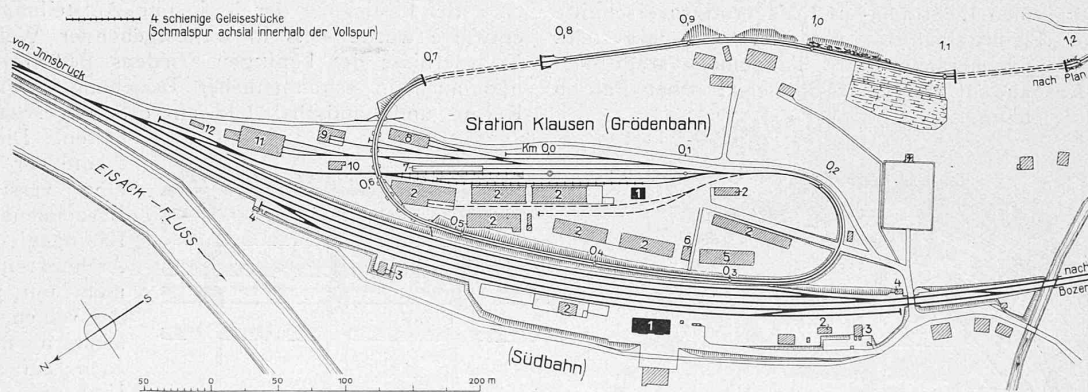 4 schienige Geleisestücke
(Schmalspur achsial innerhalb der Vollspur)
von Jnnsbruck
0,7
0,8
0,9
1,0
1,1
1,2
nach Plan
Station Klausen (Grödenbahn)
Km 0,0
0,1
0,2
12
11
9
8
10
7
0,6
2
2
2
1
2
2
0,5
2
2
0,4
2
6
5
0,3
EISACK-FLUSS
4
3
4
nach
Bozen
2
1
2
3
(Südbahn)
S
N
50 0 50 100 200 m